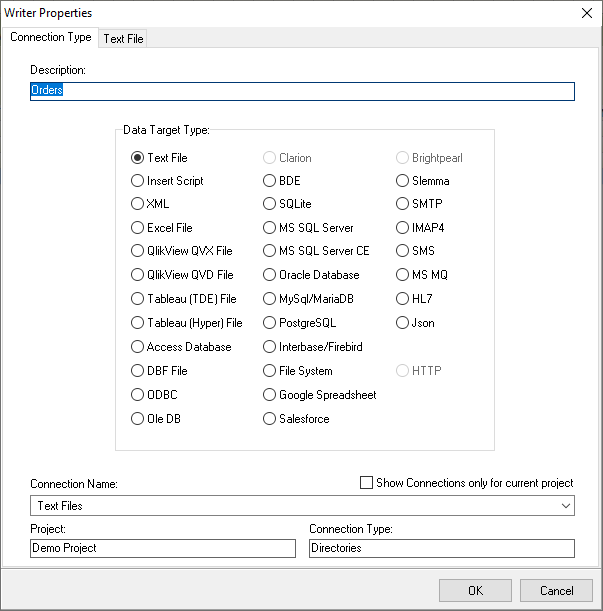 Writer Properties
Connection Type Text File
Description:
Orders
Data Target Type:
Text File Clarion Brightpearl
Insert Script BDE Slemma
XML SQLite SMTP
Excel File MS SQL Server IMAP4
QlikView QVX File MS SQL Server CE SMS
QlikView QVD File Oracle Database MS MQ
Tableau (TDE) File MySql/MariaDB HL7
Tableau (Hyper) File PostgreSQL Json
Access Database Interbase/Firebird
DBF File File System HTTP
ODBC Google Spreadsheet
Ole DB Salesforce
Connection Name: Show Connections only for current project
Text Files
Project: Connection Type:
Demo Project Directories
OK Cancel